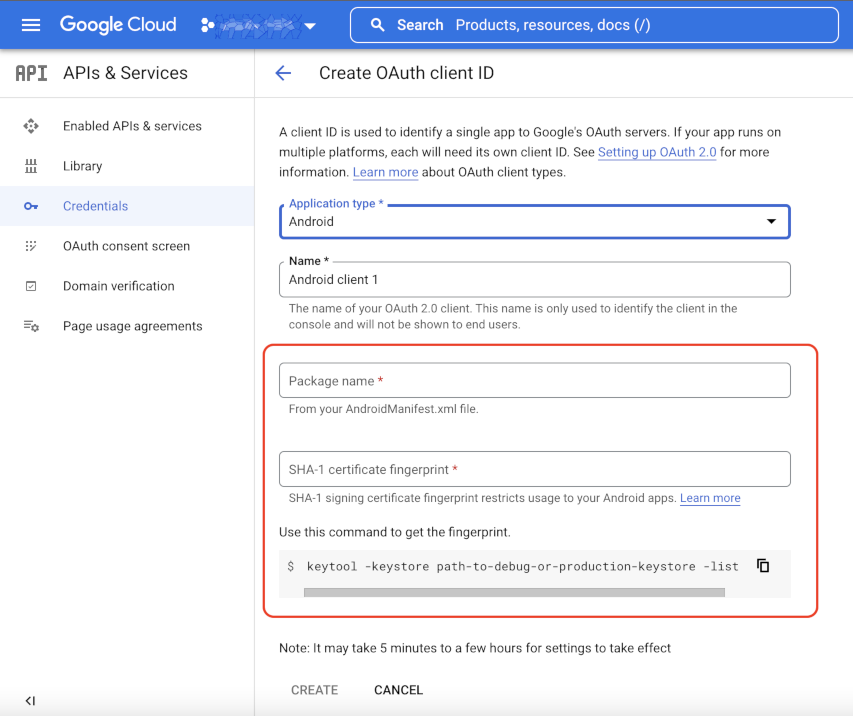 Google Cloud
Search Products, resources, docs (/)
API APIs & Services
Create OAuth client ID
Enabled APIs & services
Library
Credentials
OAuth consent screen
Domain verification
Page usage agreements
A client ID is used to identify a single app to Google's OAuth servers. If your app runs on
multiple platforms, each will need its own client ID. See Setting up OAuth 2.0 for more
information. Learn more about OAuth client types.
Application type *
Android
Name *
Android client 1
The name of your OAuth 2.0 client. This name is only used to identify the client in the
console and will not be shown to end users.
Package name *
From your AndroidManifest.xml file.
SHA-1 certificate fingerprint *
SHA-1 signing certificate fingerprint restricts usage to your Android apps. Learn more
Use this command to get the fingerprint.
$ keytool -keystore path-to-debug-or-production-keystore -list
Note: It may take 5 minutes to a few hours for settings to take effect
CREATE CANCEL